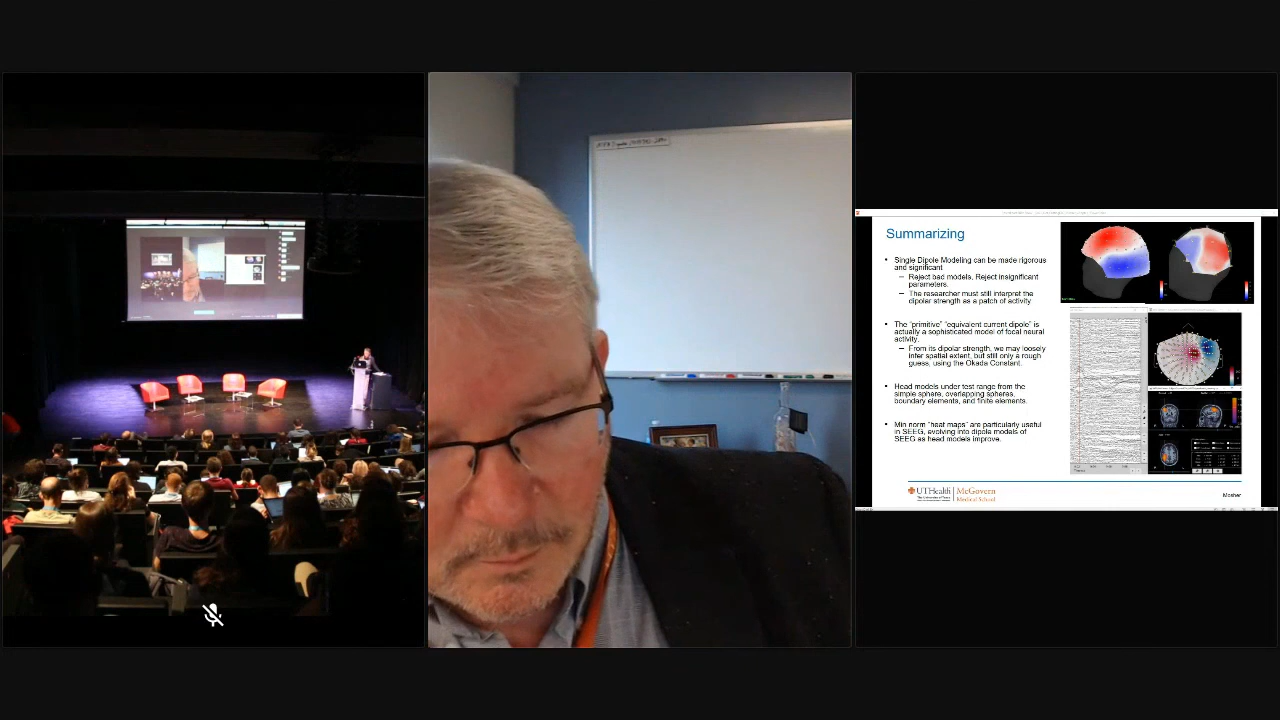 Summarizing
• Single Dipole Modeling can be made rigorous
and significant
– Reject bad models, Reject insignificant
parameters.
– The researcher must still interpret the
dipolar strength as a patch of activity
• The "primitive" "equivalent current dipole" is
actually a sophisticated model of focal neural
activity.
– From its dipolar strength, we may loosely
infer spatial extent, but still only a rough
guess, using the Okada Constant.
• Head models under test range from the
simple sphere, overlapping spheres,
boundary elements, and finite elements.
• Min norm "heat maps" are particularly useful
in SEEG, evolving into dipole models of
SEEG as head models improve.
UTHealth McGovern
Medical School
Mosher